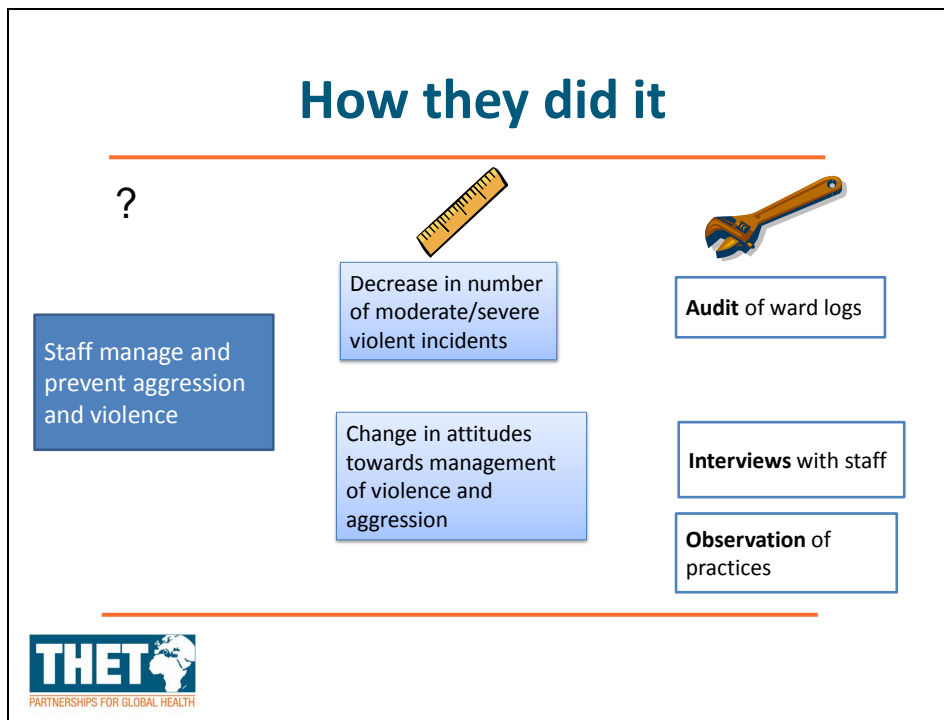 How they did it
?
Staff manage and
prevent aggression
and violence
Decrease in number
of moderate/severe
violent incidents
Change in attitudes
towards management
of violence and
aggression
Audit of ward logs
Interviews with staff
Observation of
practices
THET
PARTNERSHIPS FOR GLOBAL HEALTH